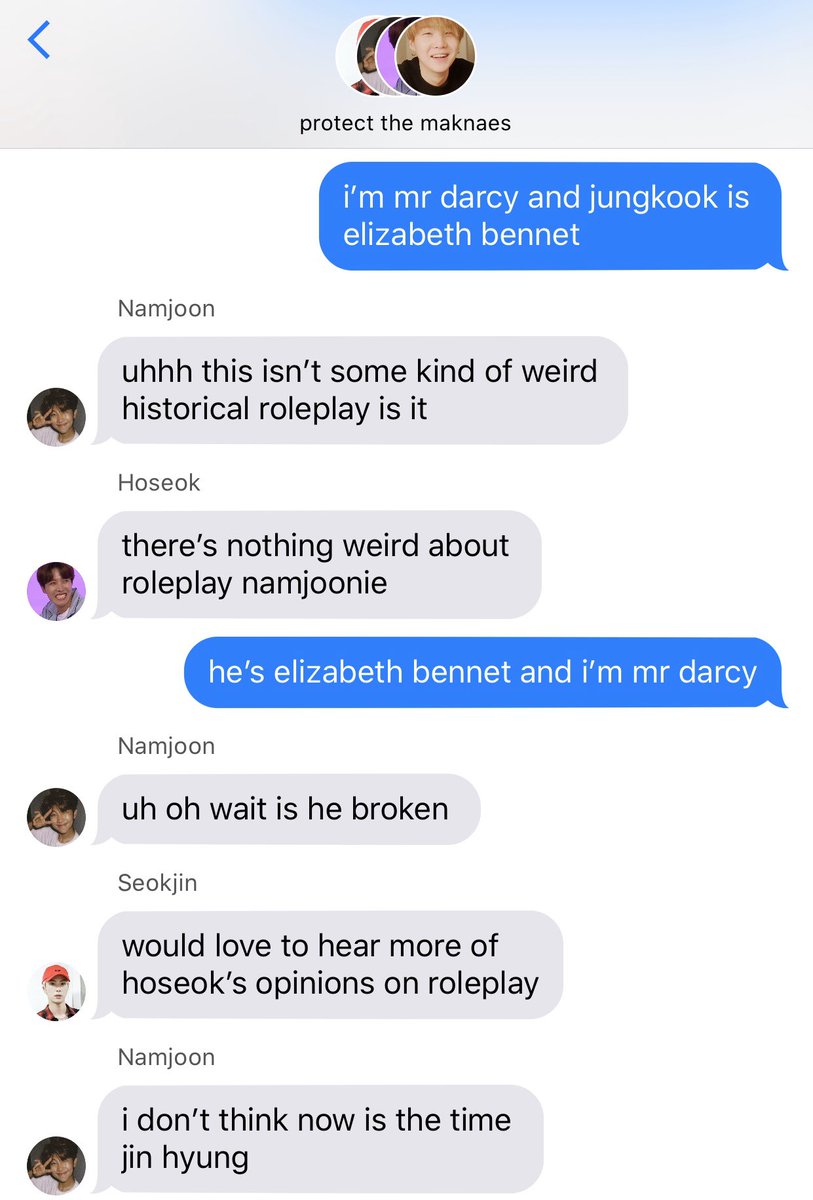 protect the maknaes
i’m mr darcy and jungkook is
elizabeth bennet
Namjoon
uhhh this isn’t some kind of weird
historical roleplay is it
Hoseok
there’s nothing weird about
roleplay namjoonie
he’s elizabeth bennet and i’m mr darcy
Namjoon
uh oh wait is he broken
Seokjin
would love to hear more of
hoseok’s opinions on roleplay
Namjoon
i don’t think now is the time
jin hyung